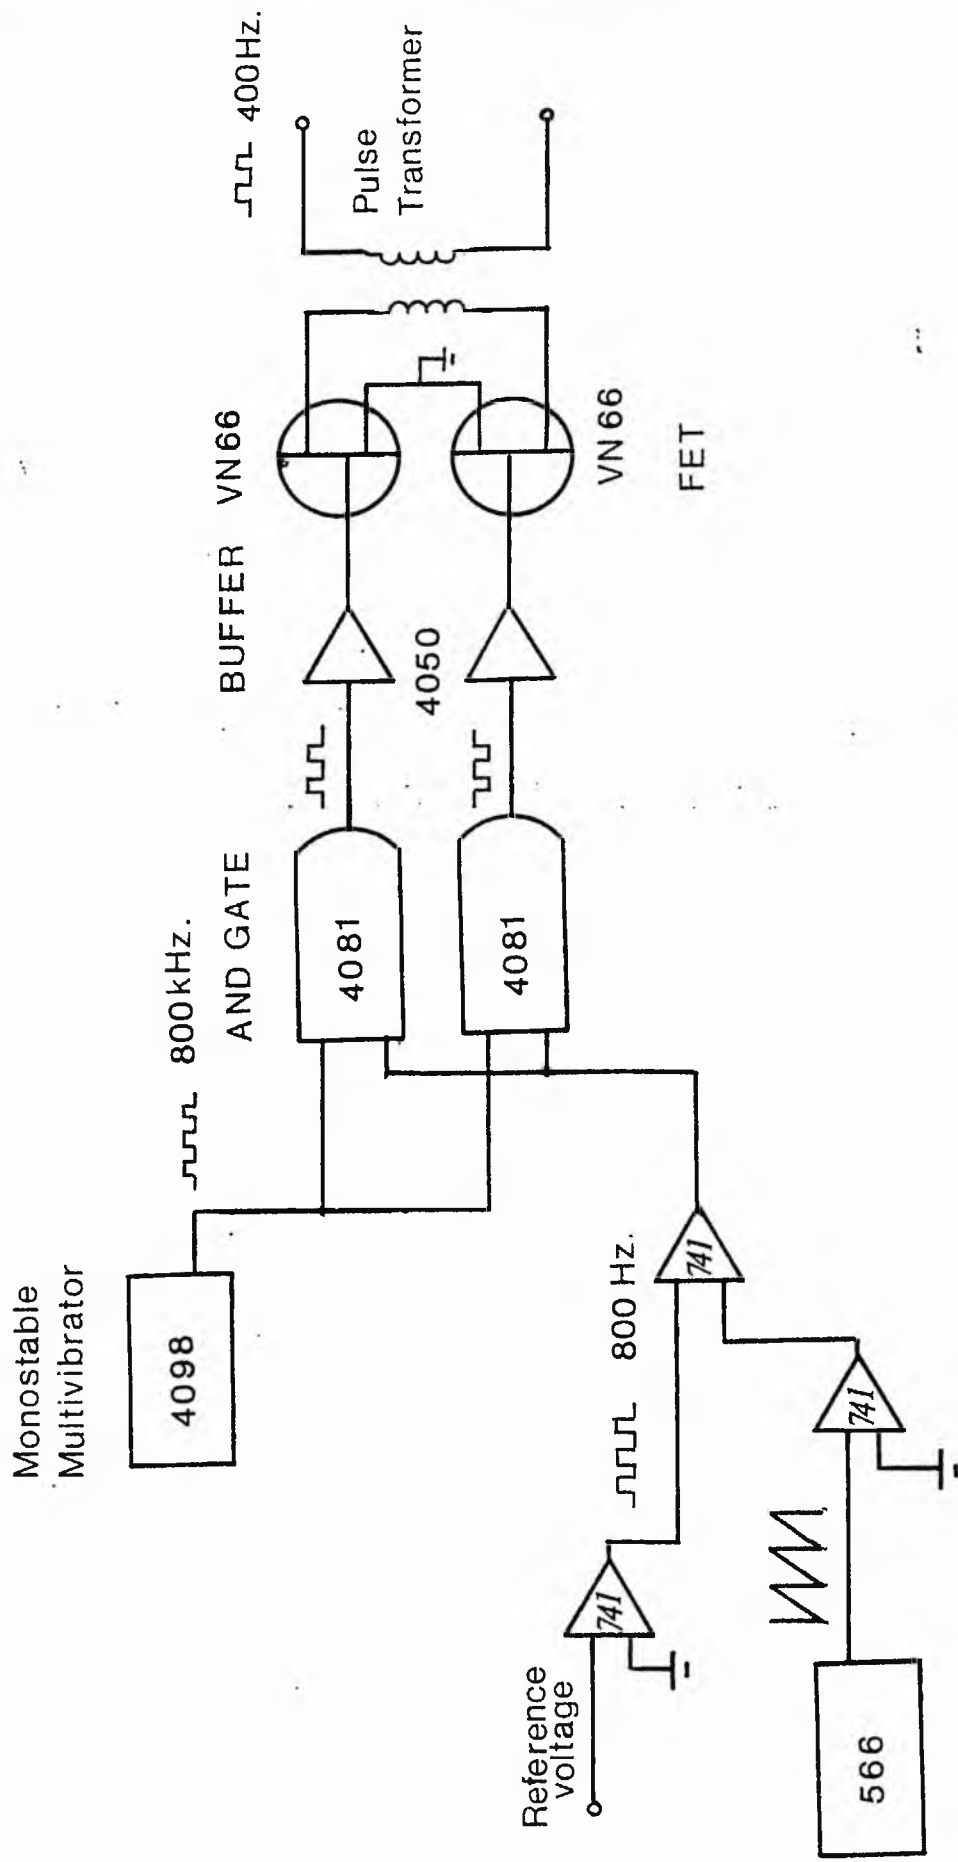 Monostable
Multivibrator
4098
800kHz.
AND GATE
4081
4081
BUFFER
4050
VN66
VN66
FET
400Hz.
Pulse
Transformer
Reference
voltage
741
800 Hz.
741
741
566